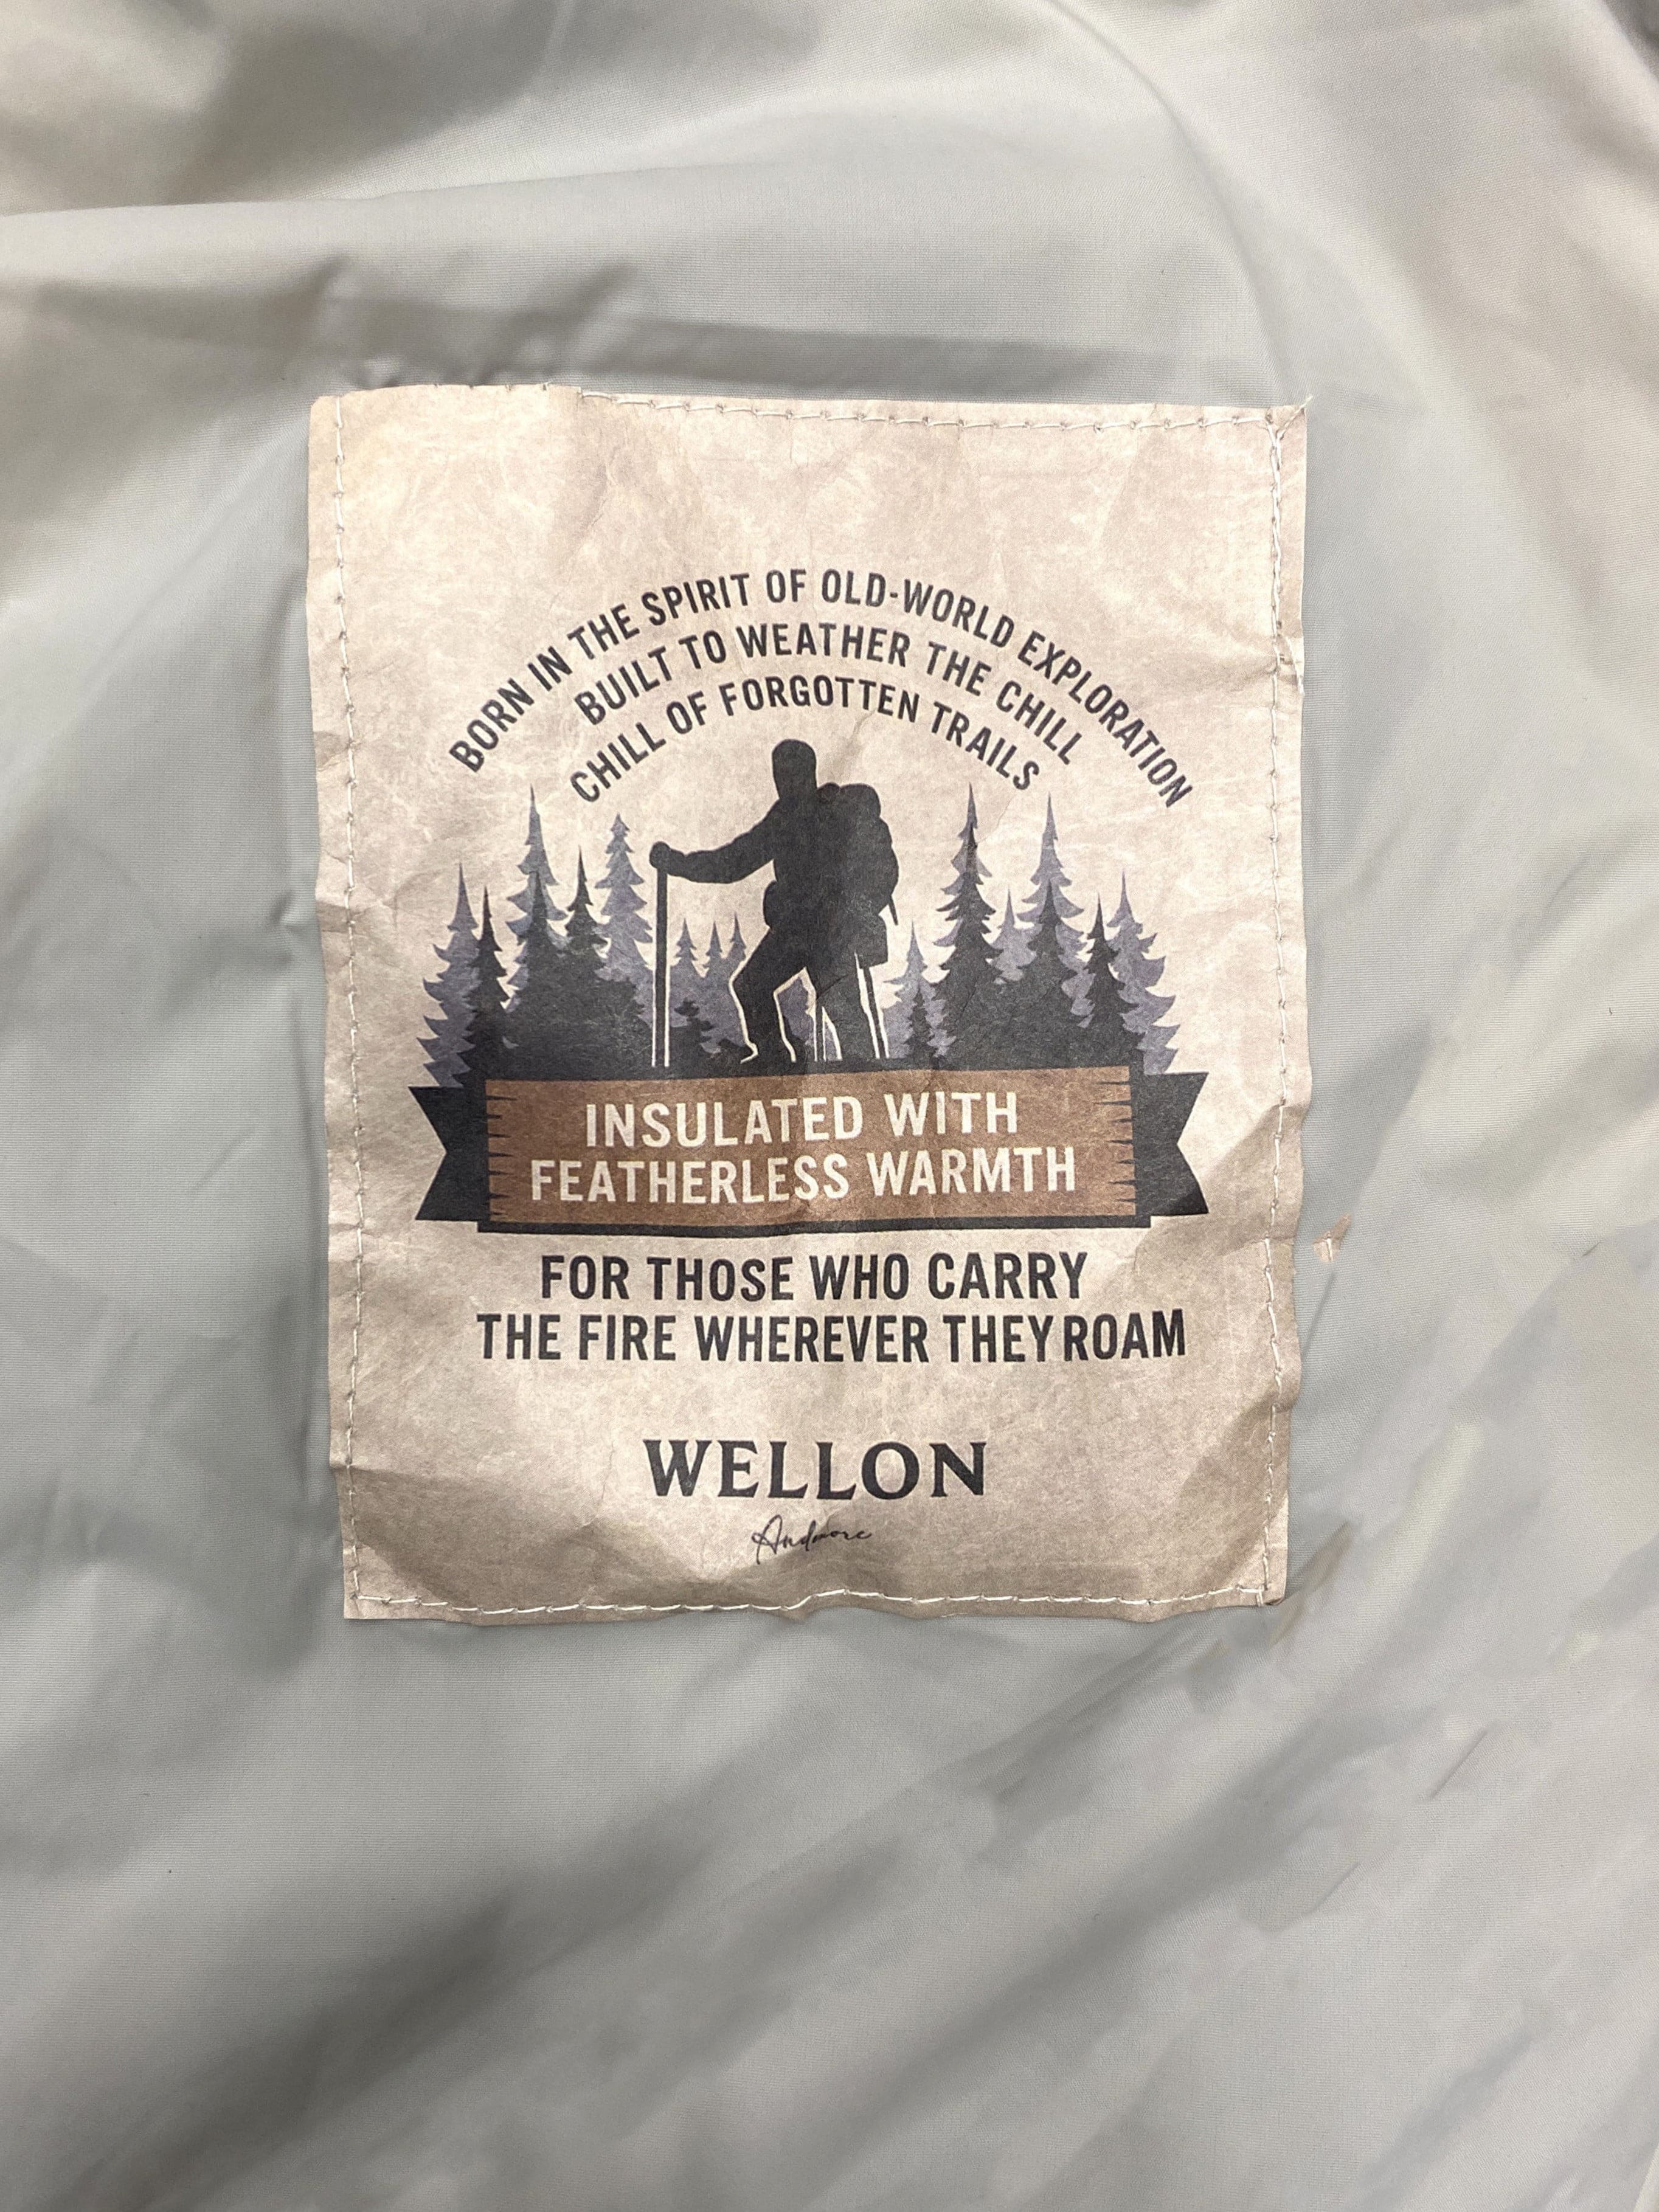 BORN IN THE SPIRIT OF OLD-WORLD EXPLORATION
BUILT TO WEATHER THE CHILL
CHILL OF FORGOTTEN TRAILS
INSULATED WITH
FEATHERLESS WARMTH
FOR THOSE WHO CARRY
THE FIRE WHEREVER THEY ROAM
WELLON
Andmore